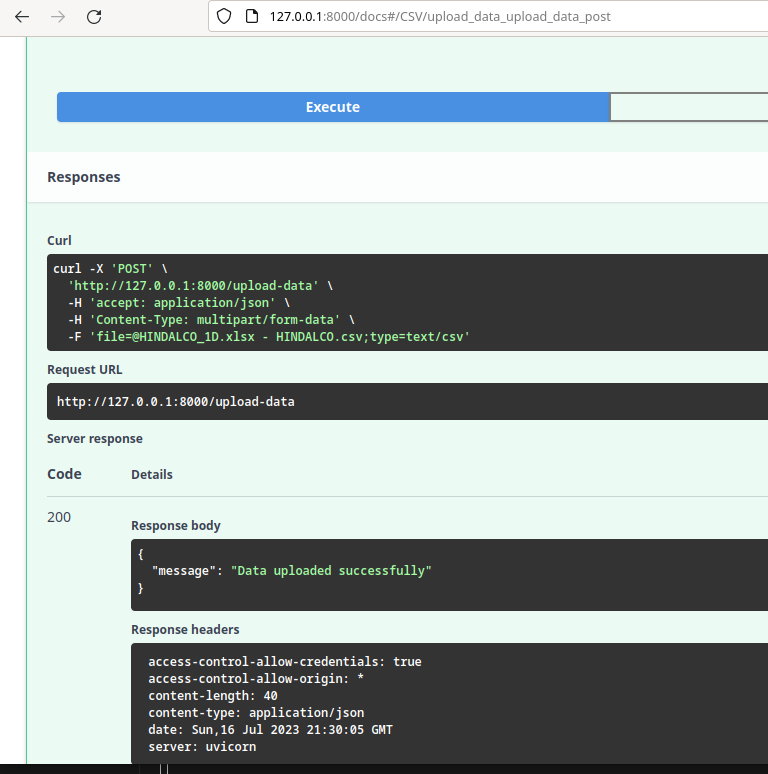 127.0.0.1:8000/docs#/CSV/upload_data_upload_data_post
Execute
Responses
Curl
curl -X 'POST' \
'http://127.0.0.1:8000/upload-data' \
-H 'accept: application/json' \
-H 'Content-Type: multipart/form-data' \
-F 'file=@HINDALCO_1D.xlsx - HINDALCO.csv;type=text/csv'
Request URL
http://127.0.0.1:8000/upload-data
Server response
Code Details
200
Response body
{
"message": "Data uploaded successfully"
}
Response headers
access-control-allow-credentials: true
access-control-allow-origin: *
content-length: 40
content-type: application/json
date: Sun,16 Jul 2023 21:30:05 GMT
server: uvicorn